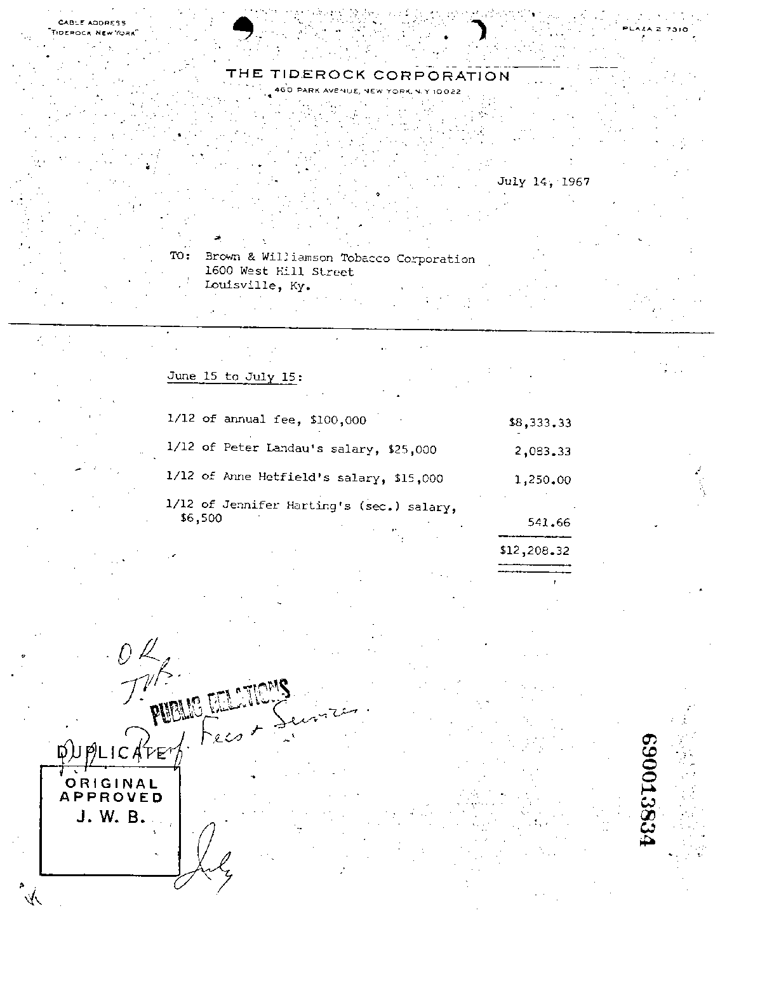 CABLE ADDRESS
"TIDEROCK NEW YORK"
PLAZA 2 7310
THE TIDEROCK CORPORATION
460 PARK AVENUE, NEW YORK, N.Y 10022
July 14, 1967
TO: Brown & Williamson Tobacco Corporation
1600 West Hill Street
Louisville, Ky.
June 15 to July 15:
1/12 of annual fee, $100,000 $8,333.33
1/12 of Peter Landau's salary, $25,000 2,083.33
1/12 of Anne Hetfield's salary, $15,000 1,250.00
1/12 of Jennifer Harting's (sec.) salary,
$6,500 541.66
$12,208.32
OK
PUBLIC RELATIONS
Prof. Fees & Services.
DUPLICATE
ORIGINAL
APPROVED
J. W. B.
July
690013834